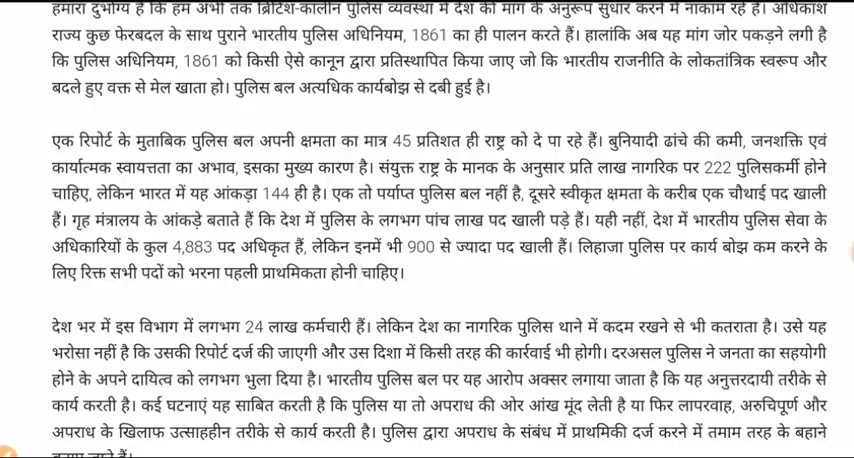 हमारा दुर्भाग्य है कि हम अभी तक ब्रिटिश-कालीन पुलिस व्यवस्था में देश की मांग के अनुरूप सुधार करने में नाकाम रहे हैं। अधिकांश
राज्य कुछ फेरबदल के साथ पुराने भारतीय पुलिस अधिनियम, 1861 का ही पालन करते हैं। हालांकि अब यह मांग जोर पकड़ने लगी है
कि पुलिस अधिनियम, 1861 को किसी ऐसे कानून द्वारा प्रतिस्थापित किया जाए जो कि भारतीय राजनीति के लोकतांत्रिक स्वरूप और
बदले हुए वक्त से मेल खाता हो। पुलिस बल अत्यधिक कार्यबोझ से दबी हुई है।
एक रिपोर्ट के मुताबिक पुलिस बल अपनी क्षमता का मात्र 45 प्रतिशत ही राष्ट्र को दे पा रहे हैं। बुनियादी ढांचे की कमी, जनशक्ति एवं
कार्यात्मक स्वायत्तता का अभाव, इसका मुख्य कारण है। संयुक्त राष्ट्र के मानक के अनुसार प्रति लाख नागरिक पर 222 पुलिसकर्मी होने
चाहिए, लेकिन भारत में यह आंकड़ा 144 ही है। एक तो पर्याप्त पुलिस बल नहीं है, दूसरे स्वीकृत क्षमता के करीब एक चौथाई पद खाली
हैं। गृह मंत्रालय के आंकड़े बताते हैं कि देश में पुलिस के लगभग पांच लाख पद खाली पड़े हैं। यही नहीं, देश में भारतीय पुलिस सेवा के
अधिकारियों के कुल 4,883 पद अधिकृत हैं, लेकिन इनमें भी 900 से ज्यादा पद खाली हैं। लिहाजा पुलिस पर कार्य बोझ कम करने के
लिए रिक्त सभी पदों को भरना पहली प्राथमिकता होनी चाहिए।
देश भर में इस विभाग में लगभग 24 लाख कर्मचारी हैं। लेकिन देश का नागरिक पुलिस थाने में कदम रखने से भी कतराता है। उसे यह
भरोसा नहीं है कि उसकी रिपोर्ट दर्ज की जाएगी और उस दिशा में किसी तरह की कार्रवाई भी होगी। दरअसल पुलिस ने जनता का सहयोगी
होने के अपने दायित्व को लगभग भुला दिया है। भारतीय पुलिस बल पर यह आरोप अक्सर लगाया जाता है कि यह अनुत्तरदायी तरीके से
कार्य करती है। कई घटनाएं यह साबित करती है कि पुलिस या तो अपराध की ओर आंख मूंद लेती है या फिर लापरवाह, अरुचिपूर्ण और
अपराध के खिलाफ उत्साहहीन तरीके से कार्य करती है। पुलिस द्वारा अपराध के संबंध में प्राथमिकी दर्ज करने में तमाम तरह के बहाने